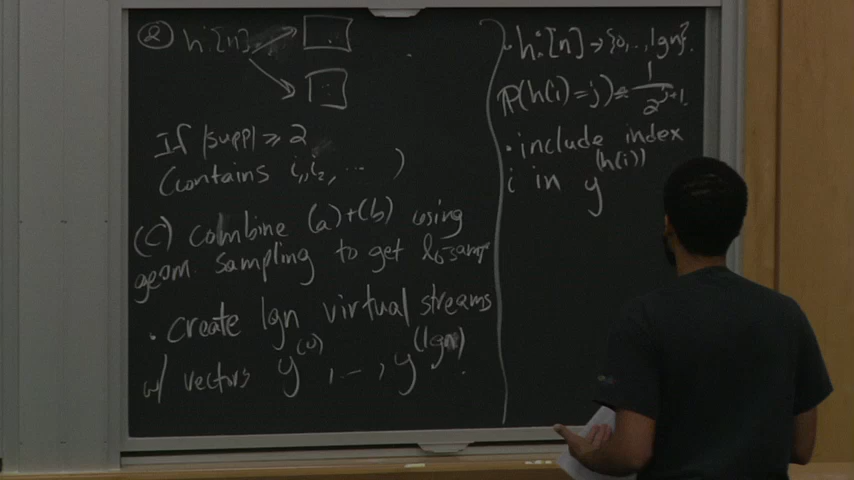 ② h:[n]
If |supp| ≥ 2
(contains i₁, i₂, ... )
(c) combine (a)+(b) using
geom. sampling to get l₀-samp
• create lgn virtual streams
w/ vectors y^(0), ..., y^(lgn).
• h:[n] → {0, .., lgn}.
P(h(i)=j) = 1/2^(j+1).
• include index
i in y^(h(i))